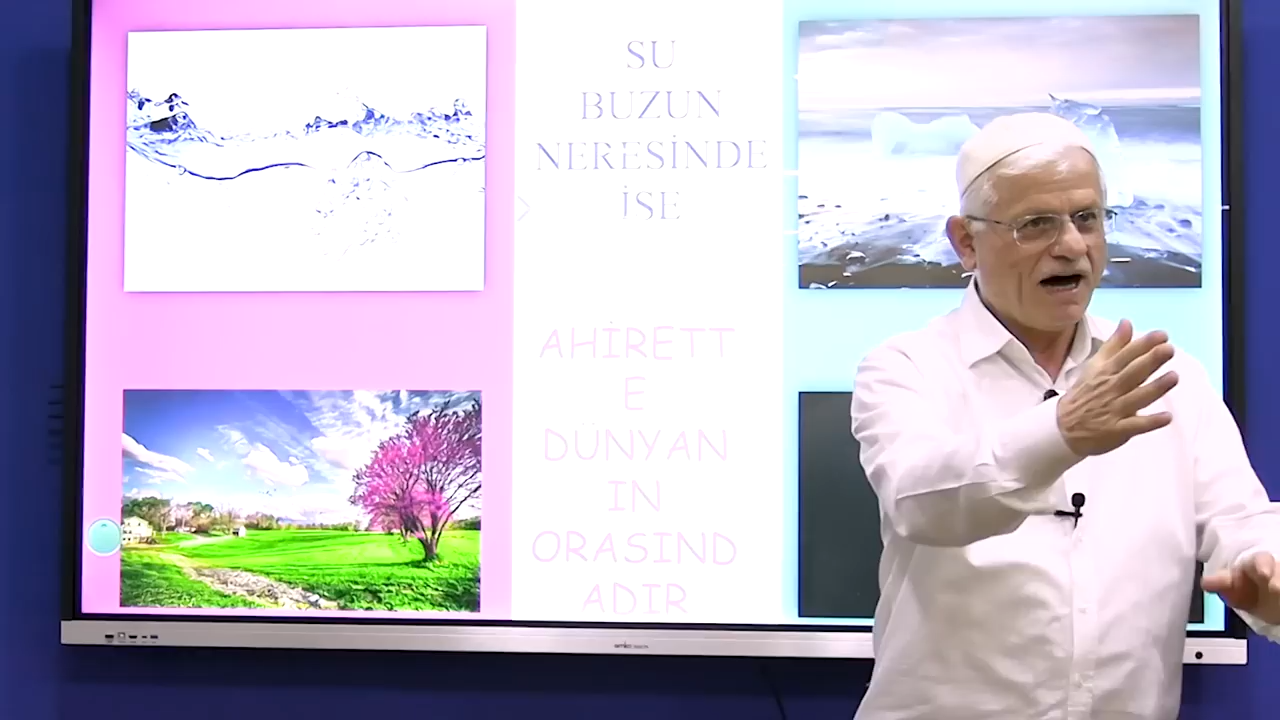 SU
BUZUN
NERESİNDE
İSE
AHİRETT
E
DÜNYAN
IN
ORASIND
ADIR